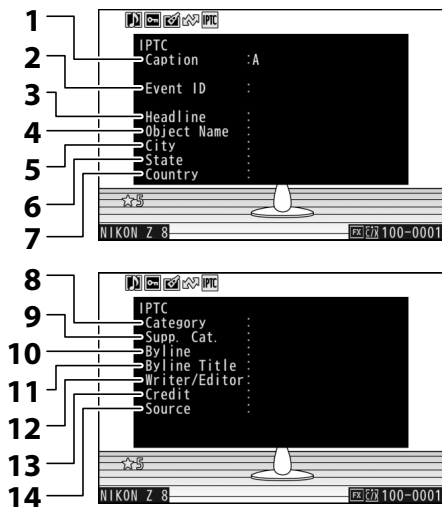 IPTC
1
IPTC
2
Caption :A
3
Event ID :
4
Headline :
5
Object Name :
City :
6
State :
7
Country :
5
NIKON Z 8
FX 100-0001
IPTC
8
IPTC
9
Category :
10
Supp. Cat. :
11
Byline :
12
Byline Title :
13
Writer/Editor:
14
Credit :
Source :
5
NIKON Z 8
FX 100-0001